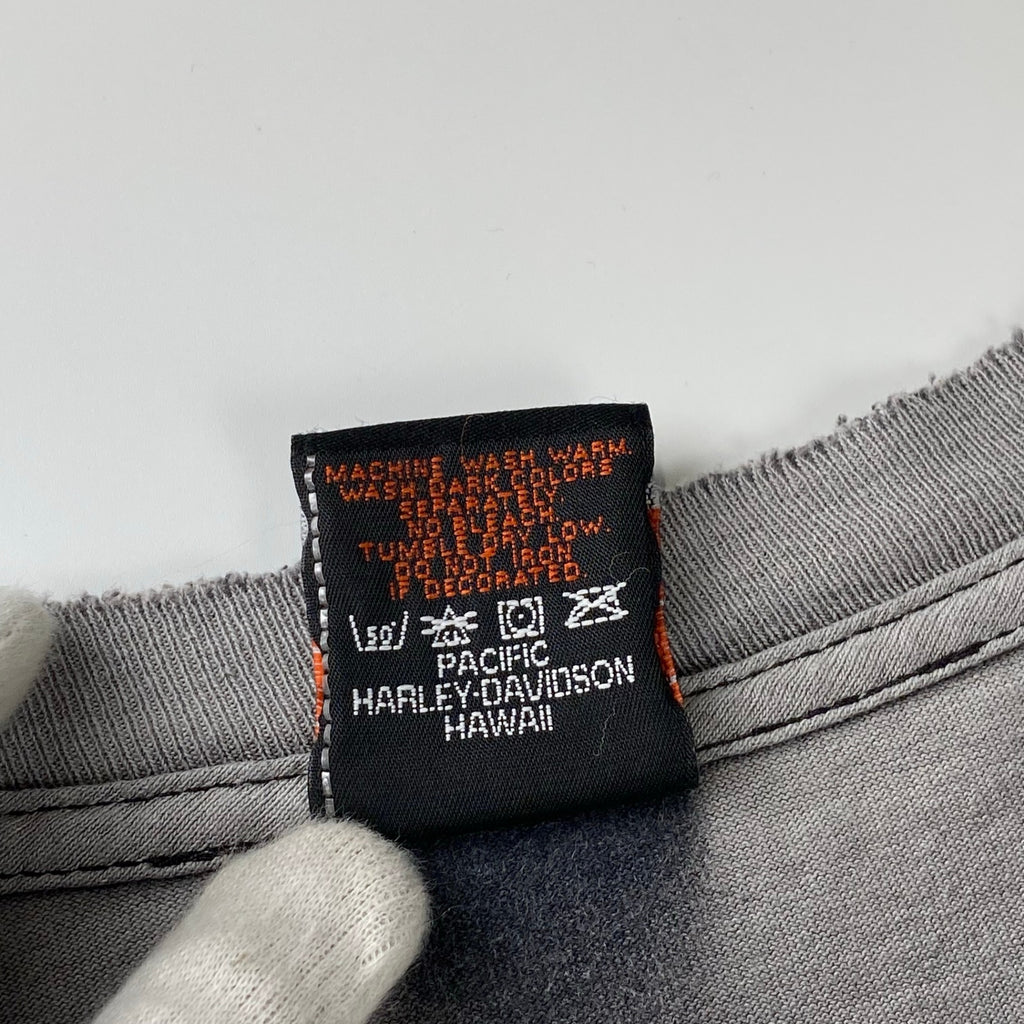 MACHINE WASH WARM.
WASH DARK COLORS
SEPARATELY
NO BLEACH
TUMBLE DRY LOW.
DO NOT IRON
IF DECORATED
50°
PACIFIC
HARLEY-DAVIDSON
HAWAII